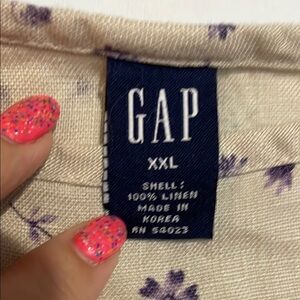 GAP
XXL
SHELL:
100% LINEN
MADE IN
KOREA
RN 54023